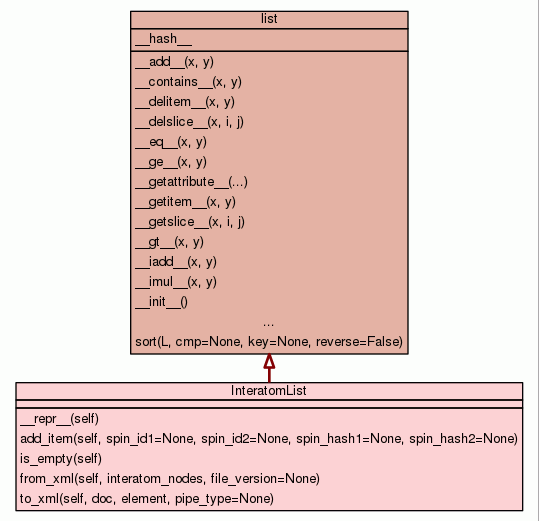 list
__hash__
__add__(x, y)
__contains__(x, y)
__delitem__(x, y)
__delslice__(x, i, j)
__eq__(x, y)
__ge__(x, y)
__getattribute__(...)
__getitem__(x, y)
__getslice__(x, i, j)
__gt__(x, y)
__iadd__(x, y)
__imul__(x, y)
__init__()
...
sort(L, cmp=None, key=None, reverse=False)
InteratomList
__repr__(self)
add_item(self, spin_id1=None, spin_id2=None, spin_hash1=None, spin_hash2=None)
is_empty(self)
from_xml(self, interatom_nodes, file_version=None)
to_xml(self, doc, element, pipe_type=None)